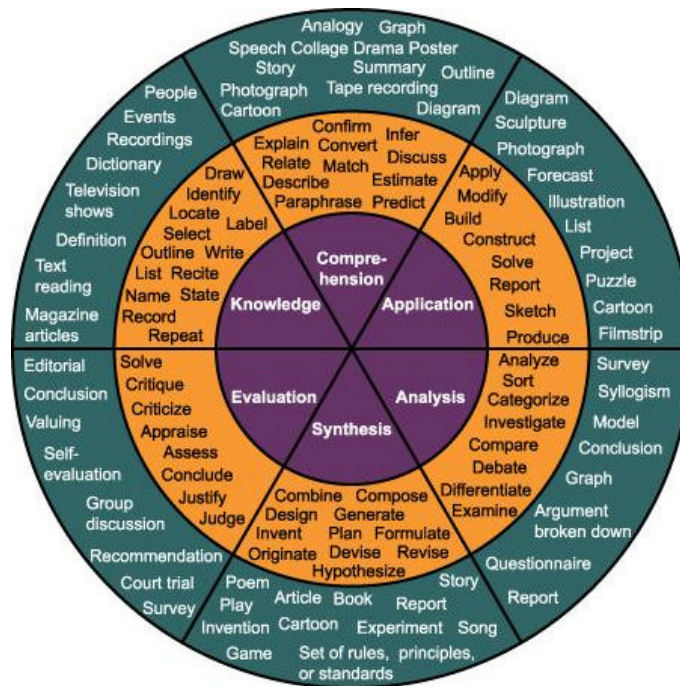 Analogy Graph
Speech Collage Drama Poster
Story Summary Outline
Photograph Tape recording
Cartoon Diagram
Confirm Infer
Explain Convert
Relate Match Discuss
Describe Estimate
Paraphrase Predict
Compre-
hension
Diagram
Sculpture
Photograph
Forecast
Illustration
List
Project
Puzzle
Cartoon
Filmstrip
Apply
Modify
Build
Construct
Solve
Report
Sketch
Produce
Application
Survey
Syllogism
Model
Conclusion
Graph
Argument
broken down
Questionnaire
Report
Analyze
Sort
Categorize
Investigate
Compare
Debate
Differentiate
Examine
Analysis
Synthesis
Combine Compose
Design Generate
Invent Plan Formulate
Originate Devise Revise
Hypothesize
Poem Story
Play Article Book Report
Invention Cartoon Experiment Song
Game Set of rules, principles,
or standards
Evaluation
Solve
Critique
Criticize
Appraise
Assess
Conclude
Justify
Judge
Editorial
Conclusion
Valuing
Self-
evaluation
Group
discussion
Recommendation
Court trial
Survey
Knowledge
Draw
Identify
Locate Label
Select
Outline Write
List Recite
Name State
Record
Repeat
People
Events
Recordings
Dictionary
Television
shows
Definition
Text
reading
Magazine
articles